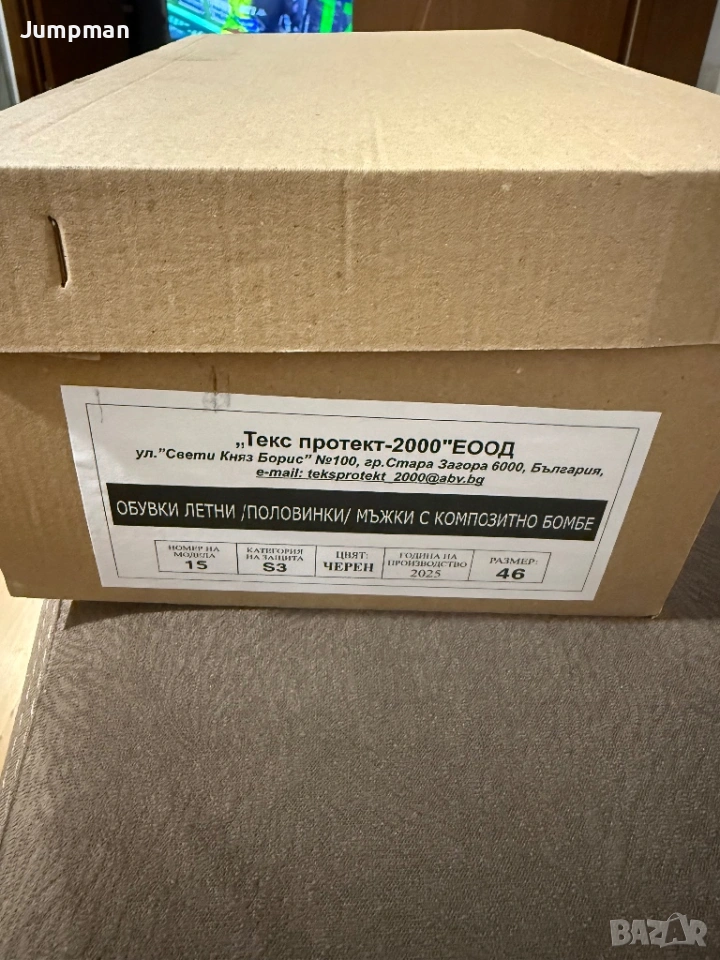 Jumpman
„Текс протект-2000"ЕООД
ул."Свети Княз Борис" №100, гр.Стара Загора 6000, България,
e-mail: teksprotekt_2000@abv.bg
ОБУВКИ ЛЕТНИ /ПОЛОВИНКИ/ МЪЖКИ С КОМПОЗИТНО БОМБЕ
НОМЕР НА КАТЕГОРИЯ ЦВЯТ: ГОДИНА НА РАЗМЕР:
МОДЕЛА НА ЗАЩИТА ЧЕРЕН ПРОИЗВОДСТВО 46
15 S3 2025
BAZAR